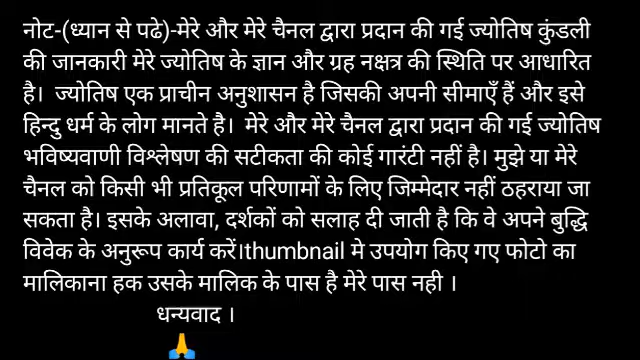 नोट-(ध्यान से पढे)-मेरे और मेरे चैनल द्वारा प्रदान की गई ज्योतिष कुंडली
की जानकारी मेरे ज्योतिष के ज्ञान और ग्रह नक्षत्र की स्थिति पर आधारित
है। ज्योतिष एक प्राचीन अनुशासन है जिसकी अपनी सीमाएँ हैं और इसे
हिन्दु धर्म के लोग मानते है। मेरे और मेरे चैनल द्वारा प्रदान की गई ज्योतिष
भविष्यवाणी विश्लेषण की सटीकता की कोई गारंटी नहीं है। मुझे या मेरे
चैनल को किसी भी प्रतिकूल परिणामों के लिए जिम्मेदार नहीं ठहराया जा
सकता है। इसके अलावा, दर्शकों को सलाह दी जाती है कि वे अपने बुद्धि
विवेक के अनुरूप कार्य करें।thumbnail मे उपयोग किए गए फोटो का
मालिकाना हक उसके मालिक के पास है मेरे पास नही ।
धन्यवाद ।
🙏